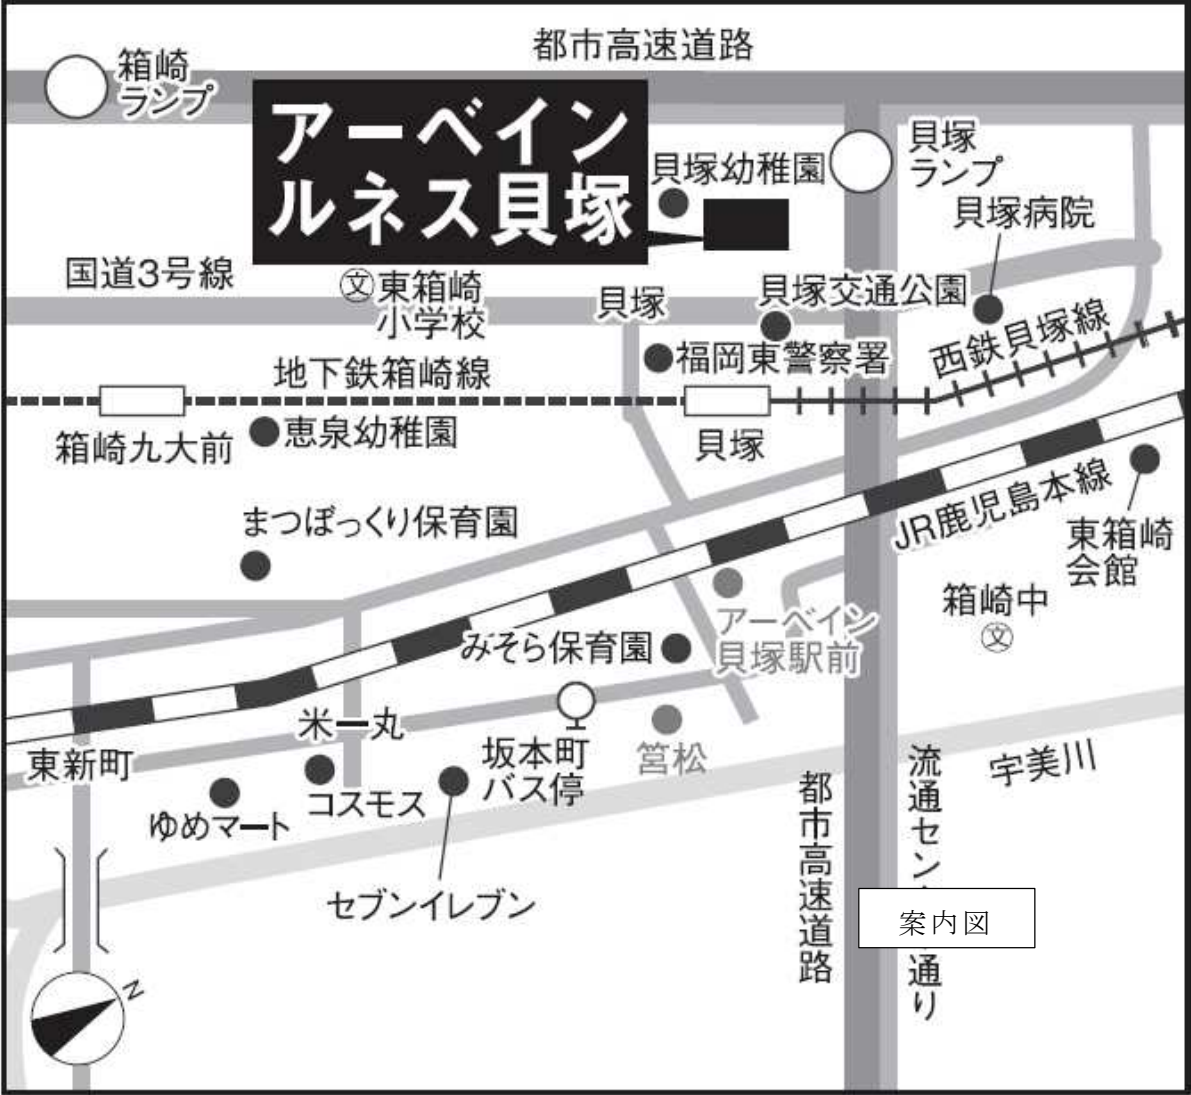 都市高速道路
箱崎
ランプ
アーベイン
ルネス貝塚
貝塚幼稚園
貝塚
ランプ
貝塚病院
国道3号線
文東箱崎
小学校
貝塚
貝塚交通公園
福岡東警察署
西鉄貝塚線
地下鉄箱崎線
箱崎九大前
恵泉幼稚園
貝塚
まつぼっくり保育園
JR鹿児島本線
東箱崎
会館
箱崎中
文
アーベイン
貝塚駅前
みそら保育園
米一丸
坂本町
バス停
筥松
東新町
コスモス
ゆめマート
セブンイレブン
宇美川
都市高速道路
流通セン
通り
案内図
N